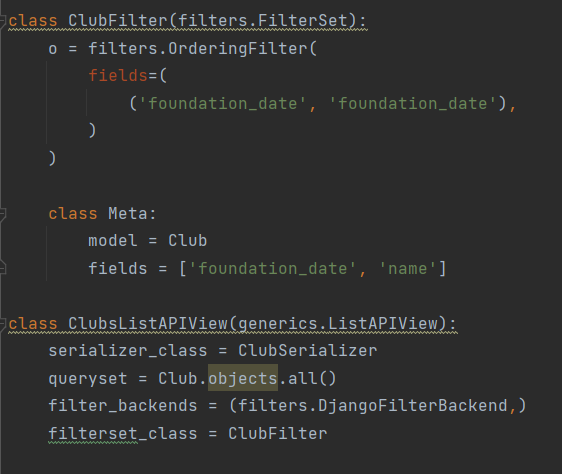 class ClubFilter(filters.FilterSet):
    o = filters.OrderingFilter(
        fields=(
            ('foundation_date', 'foundation_date'),
        )
    )

    class Meta:
        model = Club
        fields = ['foundation_date', 'name']

class ClubsListAPIView(generics.ListAPIView):
    serializer_class = ClubSerializer
    queryset = Club.objects.all()
    filter_backends = (filters.DjangoFilterBackend,)
    filterset_class = ClubFilter